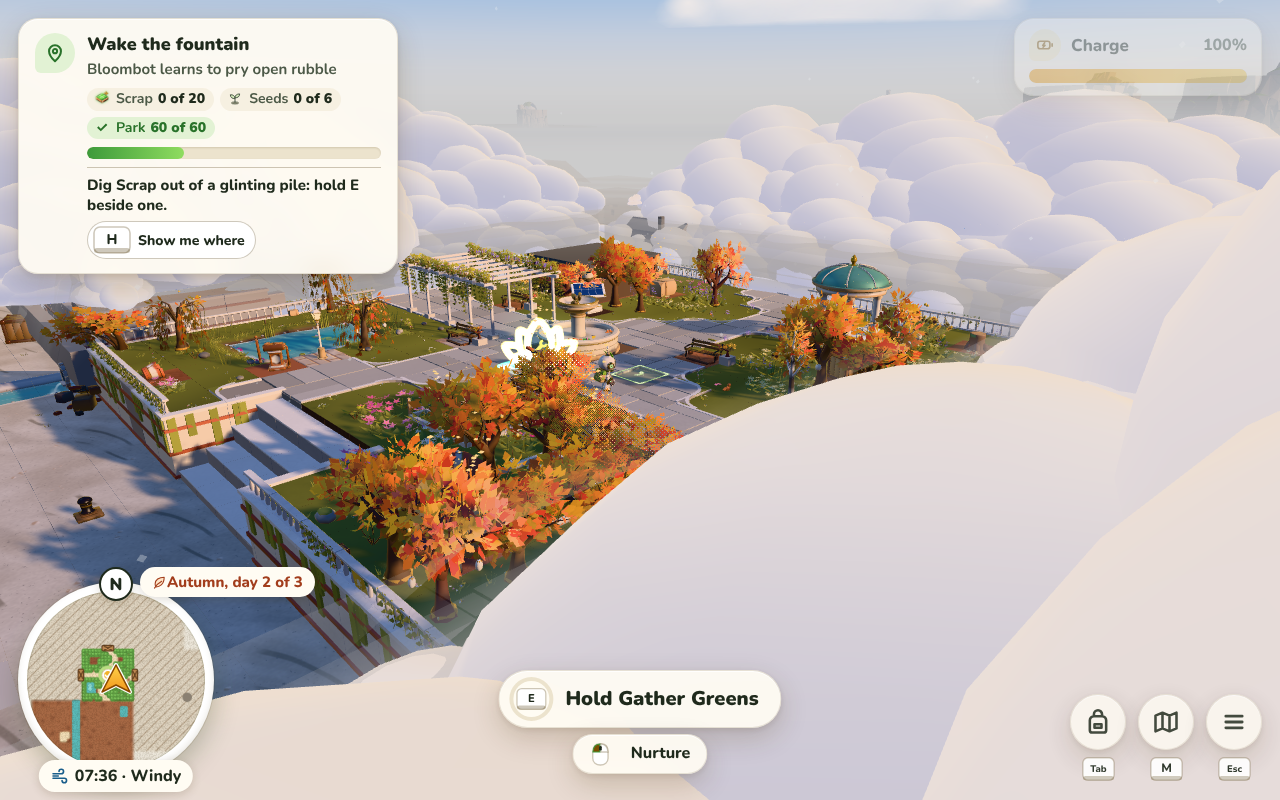 Wake the fountain
Bloombot learns to pry open rubble
Scrap 0 of 20 Seeds 0 of 6
Park 60 of 60
Dig Scrap out of a glinting pile: hold E
beside one.
H Show me where
Charge 100%
N
Autumn, day 2 of 3
07:36 · Windy
E Hold Gather Greens
Nurture
Tab M Esc